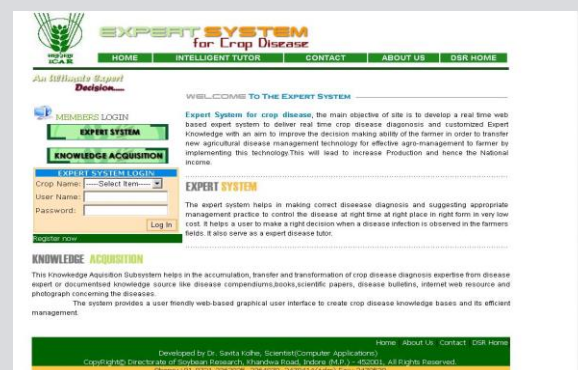 EXPERT SYSTEM
for Crop Disease
ICAR
HOME
INTELLIGENT TUTOR
CONTACT
ABOUT US
DSR HOME
An Ultimate Expert
Decision.....
WELCOME TO THE EXPERT SYSTEM
MEMBERS LOGIN
EXPERT SYSTEM
KNOWLEDGE ACQUISITION
EXPERT SYSTEM LOGIN
Crop Name: -----Select Item-----
User Name:
Password:
Log In
Register now
Expert System for crop disease, the main objective of site is to develop a real time web
based expert system to deliver real time crop disease diagnosis and customized Expert
Knowledge with an aim to improve the decision making ability of the farmer in order to transfer
new agricultural disease management technology for effective agro-management to farmer by
implementing this technology.This will lead to increase Production and hence the National
income.
EXPERT SYSTEM
The expert system helps in making correct diseease diagnosis and suggesting appropriate
management practice to control the disease at right time at right place in right form in very low
cost. It helps a user to make a right decision when a disease infection is observed in the farmers
fields. It also serve as a expert disease tutor.
KNOWLEDGE ACQUISITION
This Knowkedge Aquisition Subsystem helps in the accumulation, transfer and transformation of crop disease diagnosis expertise from disease
expert or documentsed knowledge source like disease compendiums,books,scientific papers, disease bulletins, internet web resource and
photograph concerning the diseases.
The system provides a user friendly web-based graphical user interface to create crop disease knowledge bases and its efficient
management.
Home About Us Contact DSR Home
Developed by Dr. Savita Kolhe, Scientist(Computer Applications)
CopyRight© Directorate of Soybean Research, Khandwa Road, Indore (M.P.) - 452001, All Rights Reserved.